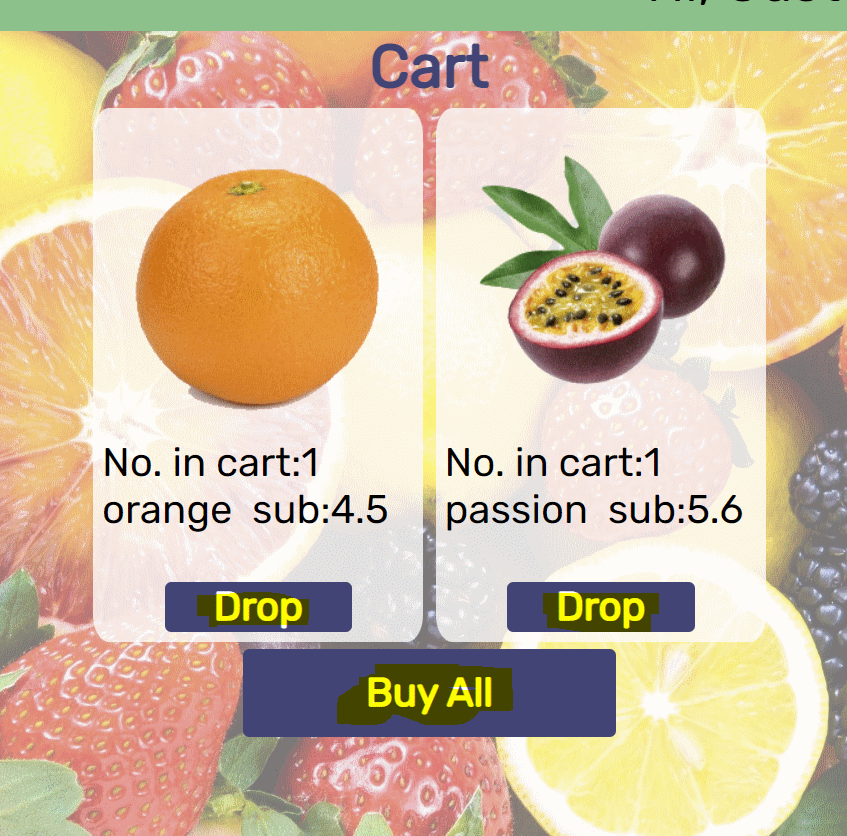 Cart
No. in cart:1
orange sub:4.5
Drop
No. in cart:1
passion sub:5.6
Drop
Buy All